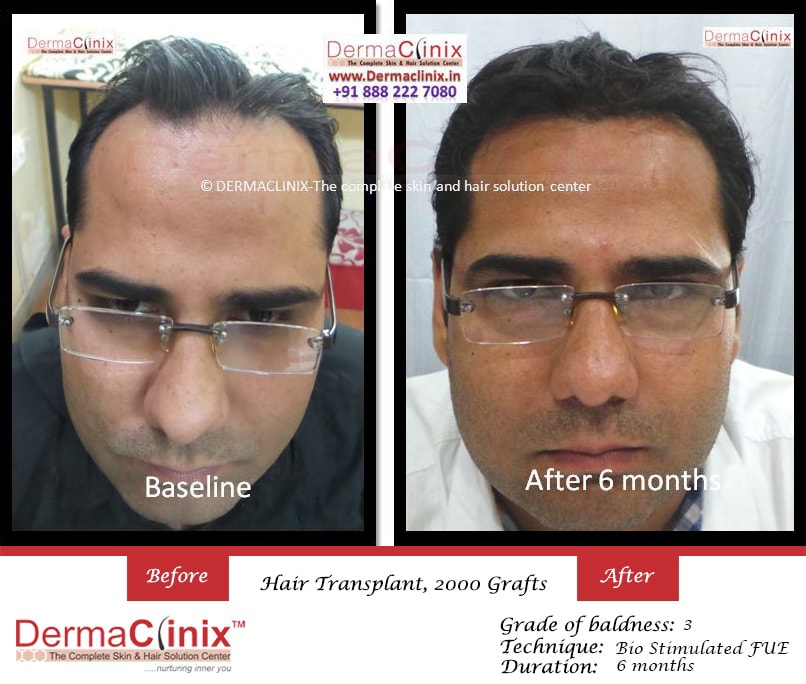 DermaClinix
The Complete Skin & Hair Solution Center
DermaClinix
The Complete Skin & Hair Solution Center
www.Dermaclinix.in
+91 888 222 7080
DermaClinix
The Complete Skin & Hair Solution Center
DermaClinix
© DERMACLINIX-The complete skin and hair solution center
Baseline
After 6 months
Before
Hair Transplant, 2000 Grafts
After
DermaClinix™
The Complete Skin & Hair Solution Center
.....nurturing inner you
Grade of baldness: 3
Technique: Bio Stimulated FUE
Duration: 6 months